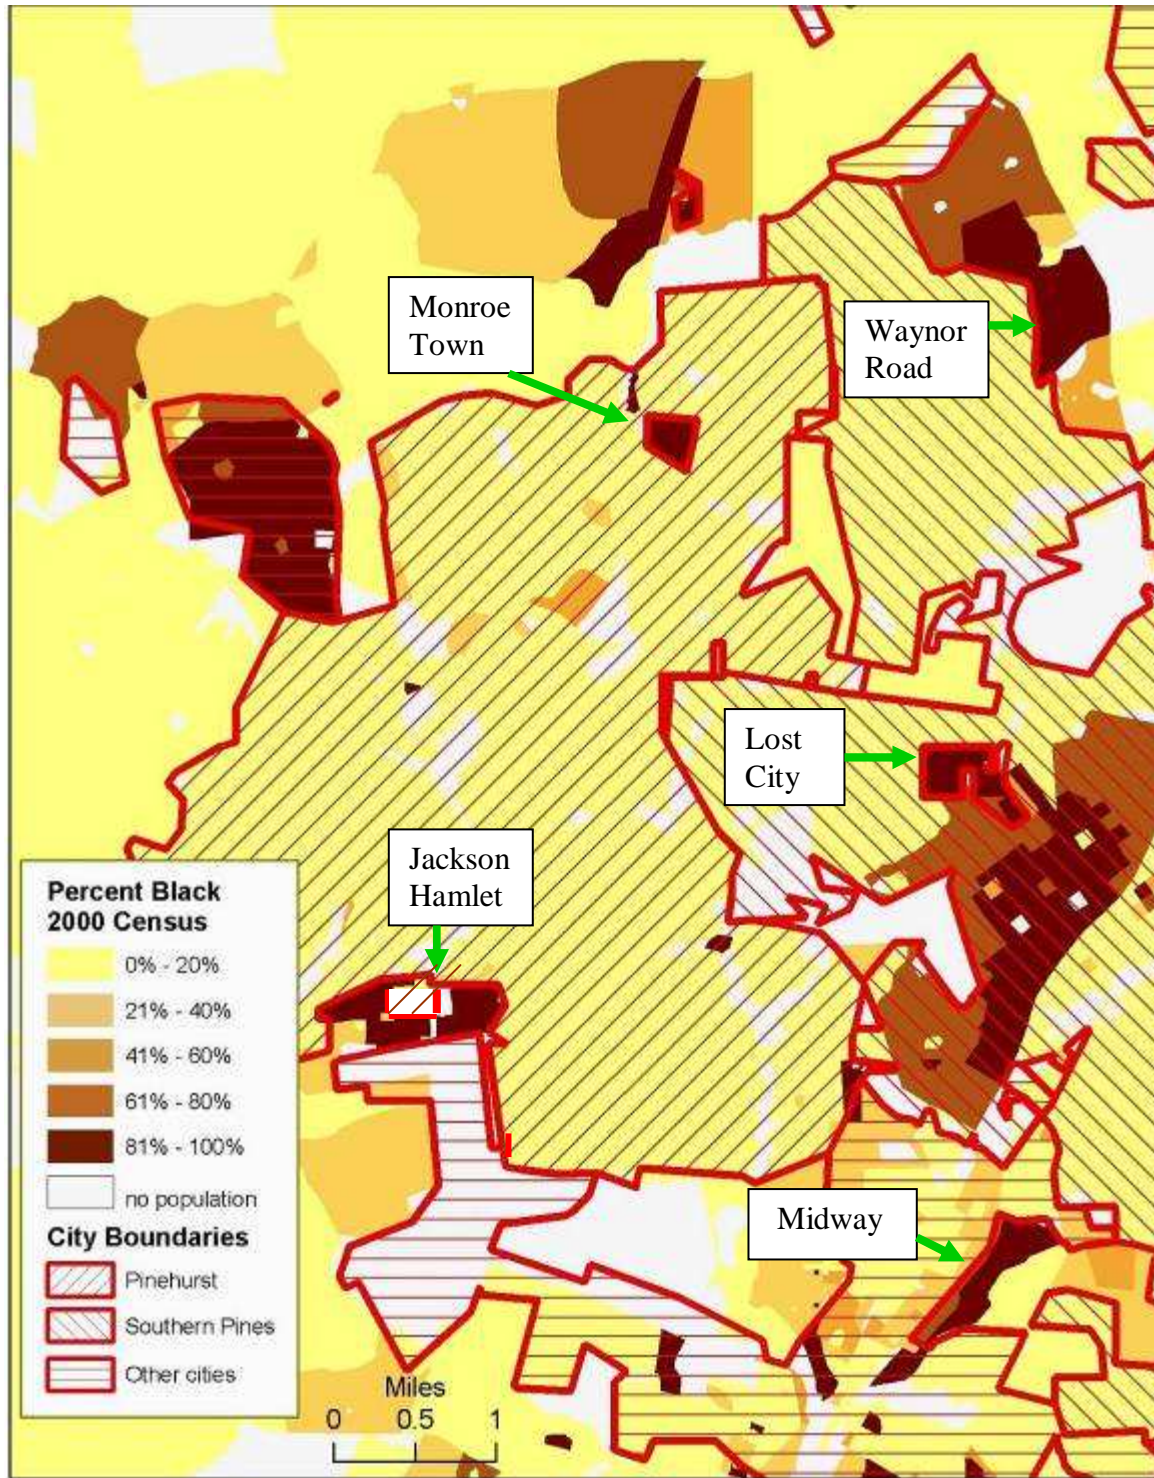 Monroe
Town
Waynor
Road
Lost
City
Jackson
Hamlet
Midway
Percent Black
2000 Census
0% - 20%
21% - 40%
41% - 60%
61% - 80%
81% - 100%
no population
City Boundaries
Pinehurst
Southern Pines
Other cities
Miles
0 0.5 1